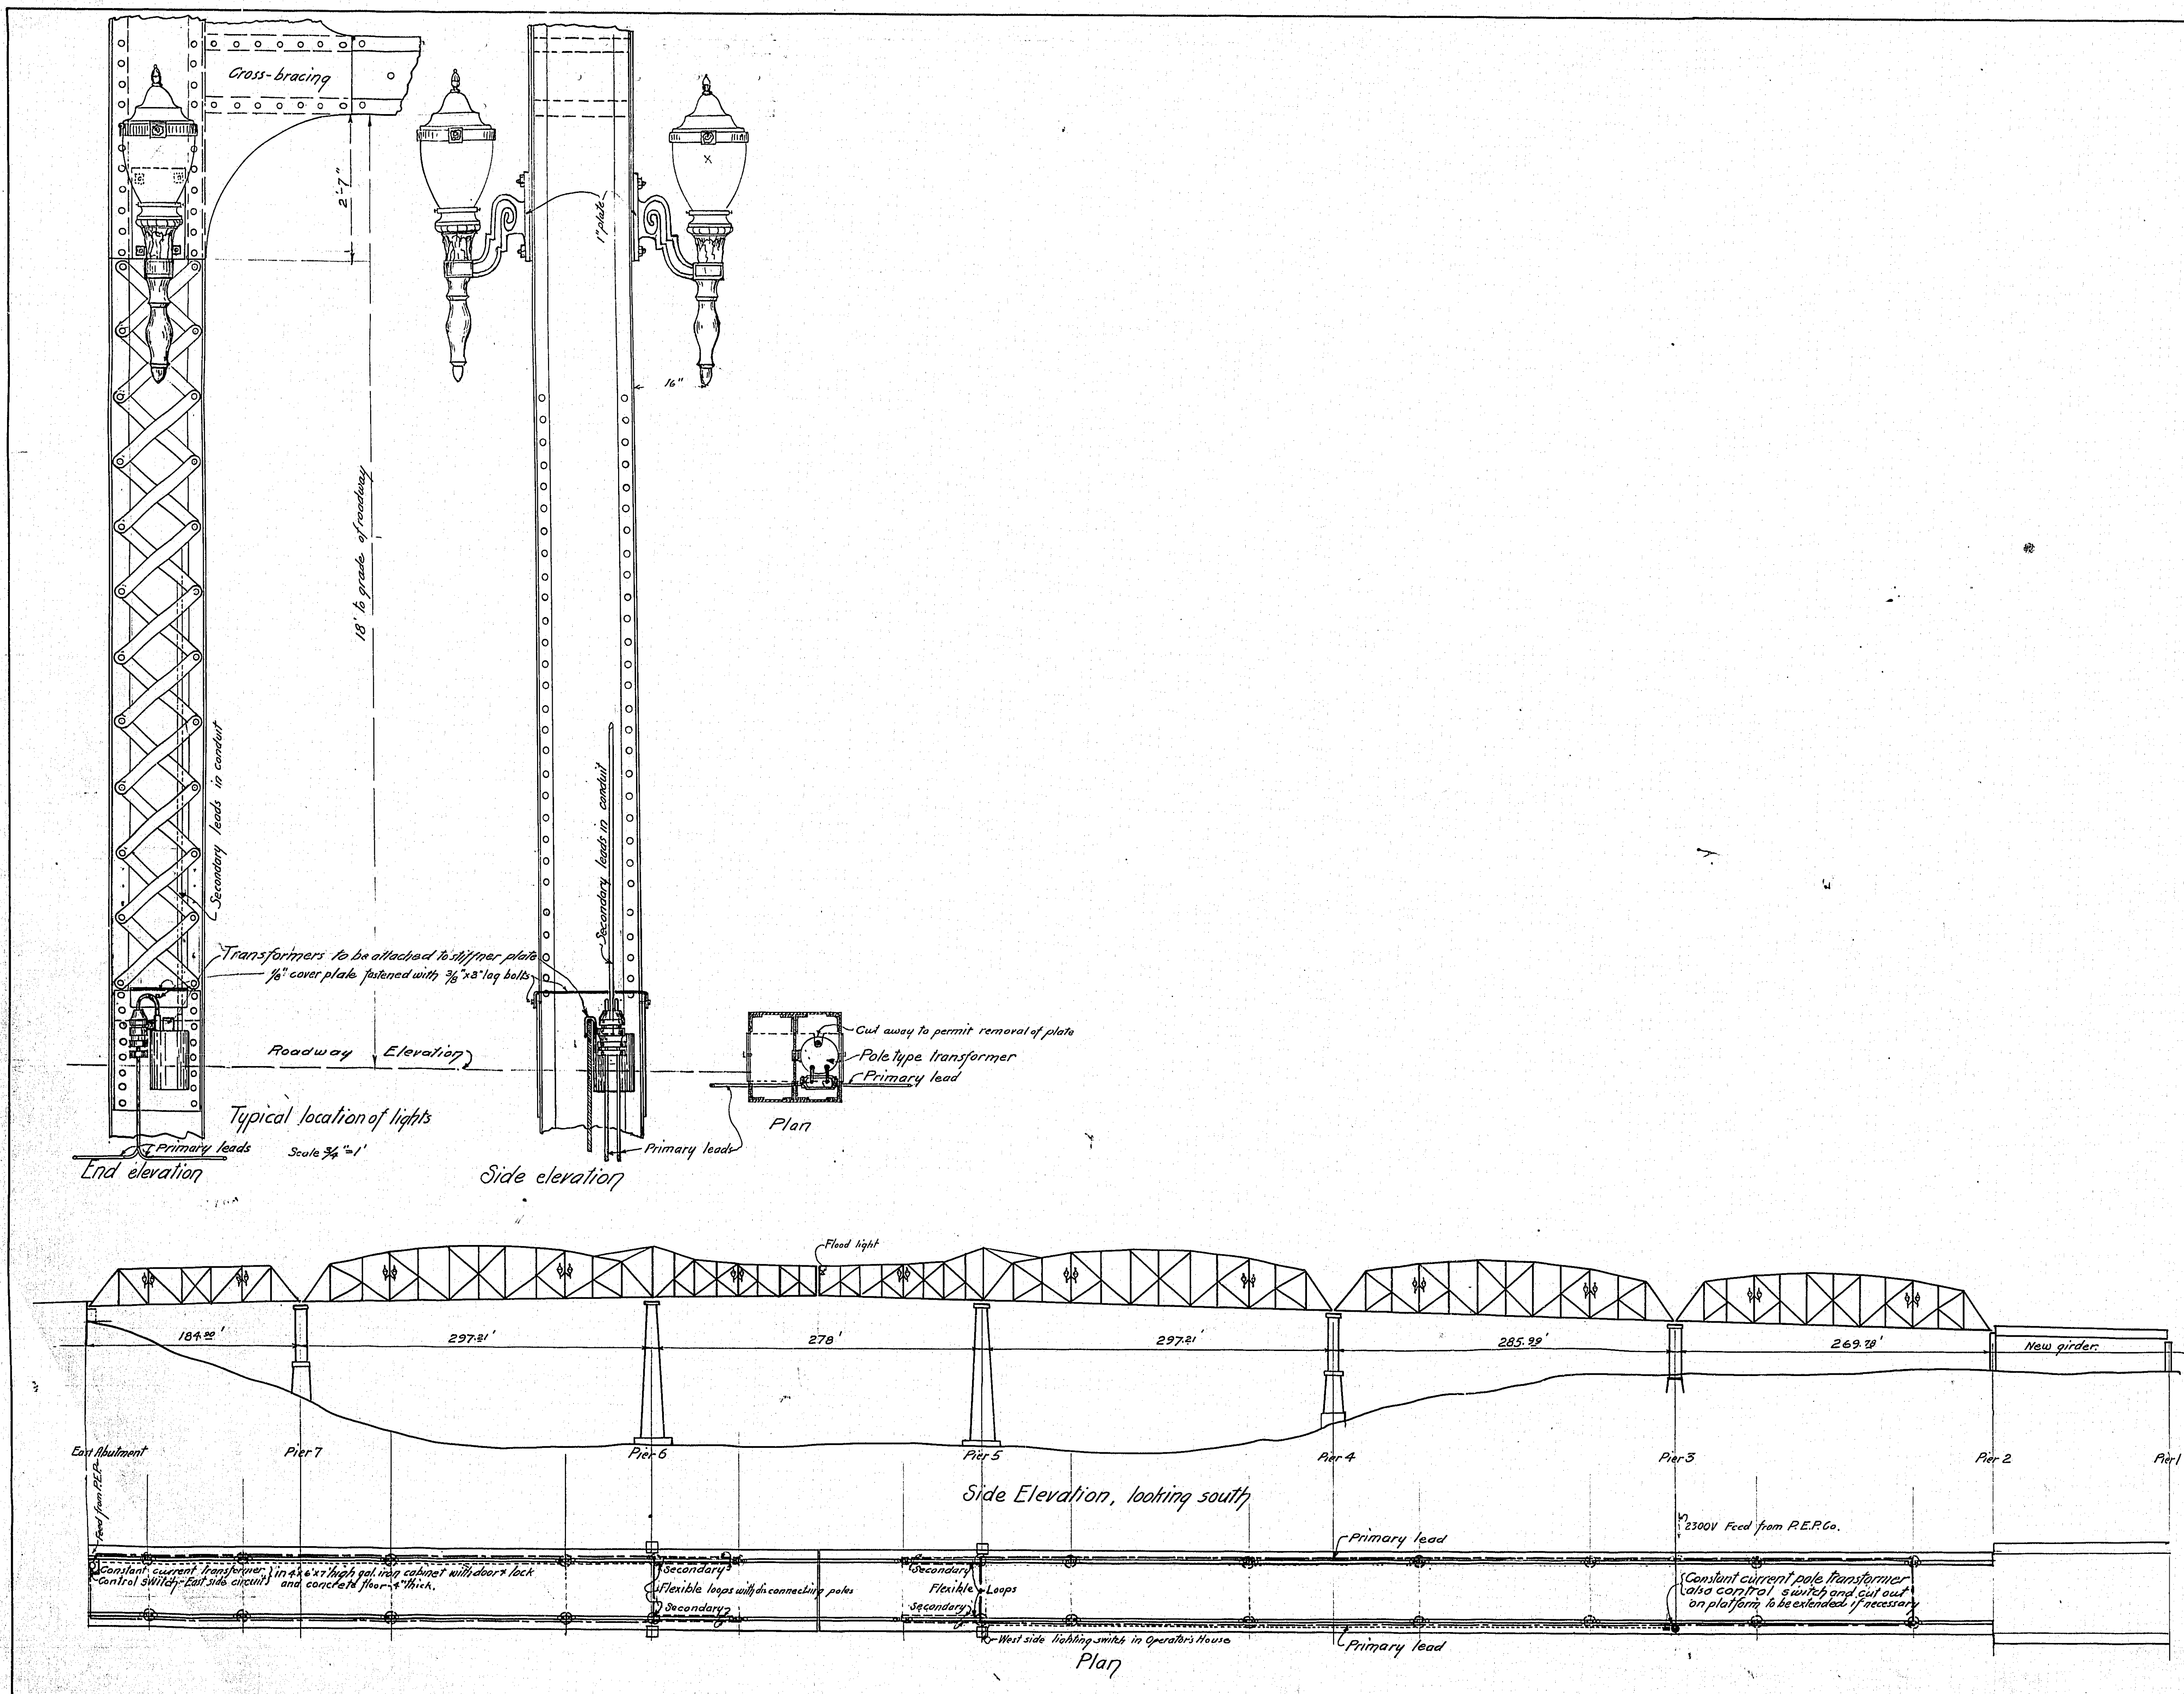 Cross-bracing
2'-7"
1" plate
16"
18' to grade of roadway
Secondary leads in conduit
Secondary leads in conduit
Transformers to be attached to stiffner plate
1/8" cover plate fastened with 3/8" x 3" lag bolts
Cut away to permit removal of plate
Pole type transformer
Primary lead
Roadway Elevation
Typical location of lights
Scale 3/4" = 1'
Plan
Primary leads
Primary leads
End elevation
Side elevation
Flood light
184.90'
297.21'
278'
297.21'
285.99'
269.78'
New girder.
East Abutment
Pier 7
Pier 6
Pier 5
Pier 4
Pier 3
Pier 2
Pier 1
Feed from P.E.P.
Side Elevation, looking south
2300V Feed from P.E.P.Co.
Primary lead
Constant current transformer
Control switch-East side circuit
in 4'x6'x7' high gal. iron cabinet with door & lock
and concrete floor-4" thick.
Secondary
Secondary
Flexible loops with disconnecting poles
Flexible Loops
Secondary
Secondary
Constant current pole transformer
also control switch and cut out
on platform to be extended if necessary
West side lighting switch in Operator's House
Primary lead
Plan